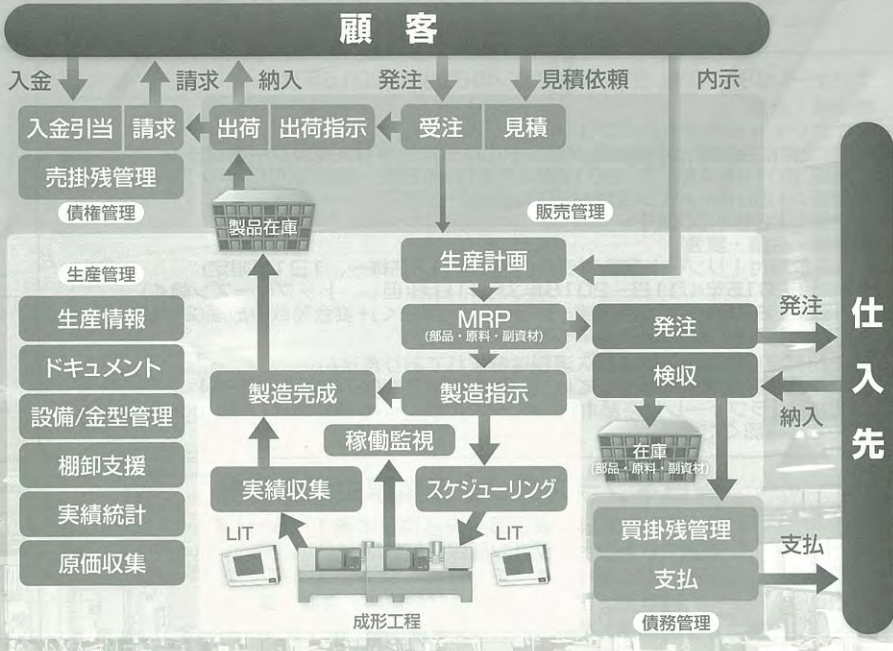 顧客
入金
請求
納入
発注
見積依頼
内示
入金引当
請求
出荷
出荷指示
受注
見積
売掛残管理
債権管理
製品在庫
販売管理
生産管理
生産計画
生産情報
MRP
(部品・原料・副資材)
発注
発注
仕入先
ドキュメント
製造完成
製造指示
検収
納入
設備/金型管理
稼働監視
在庫
(部品・原料・副資材)
棚卸支援
実績収集
スケジューリング
実績統計
LIT
LIT
買掛残管理
支払
原価収集
支払
成形工程
債務管理